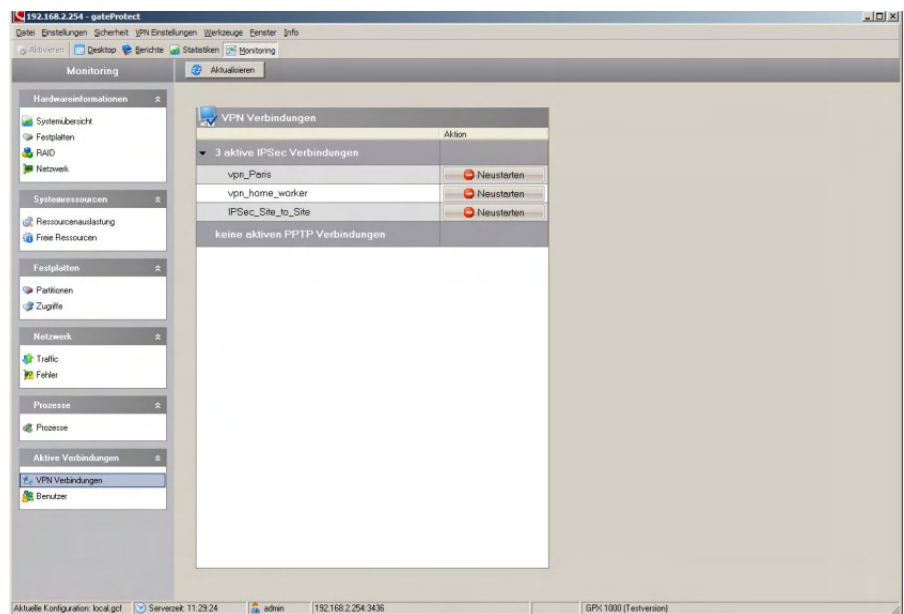 192.168.2.254 - gateProtect
Datei Einstellungen Sicherheit VPN Einstellungen Werkzeuge Fenster Info
Aktivieren Desktop Berichte Statistiken Monitoring
Monitoring
Aktualisieren
Hardwareinformationen
Systemübersicht
Festplatten
RAID
Netzwerk
Systemressourcen
Ressourcenauslastung
Freie Ressourcen
Festplatten
Partitionen
Zugriffe
Netzwerk
Traffic
Fehler
Prozesse
Prozesse
Aktive Verbindungen
VPN Verbindungen
Benutzer
VPN Verbindungen
Aktion
3 aktive IPSec Verbindungen
vpn_Paris Neustarten
vpn_home_worker Neustarten
IPSec_Site_to_Site Neustarten
keine aktiven PPTP Verbindungen
Aktuelle Konfiguration: local.gcf Serverzeit: 11:29:24 admin 192.168.2.254:3436 GPX 1000 (Testversion)